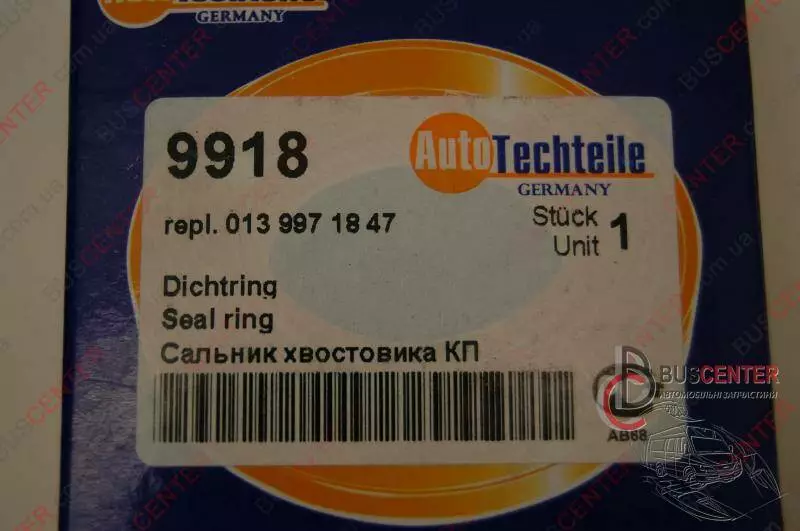 AutoTechteile
GERMANY
9918
AutoTechteile
GERMANY
repl. 013 997 18 47
Stück
Unit 1
Dichtring
Seal ring
Сальник хвостовика КП
AB68
BUSCENTER
АВТОМОБІЛЬНІ ЗАПЧАСТИНИ